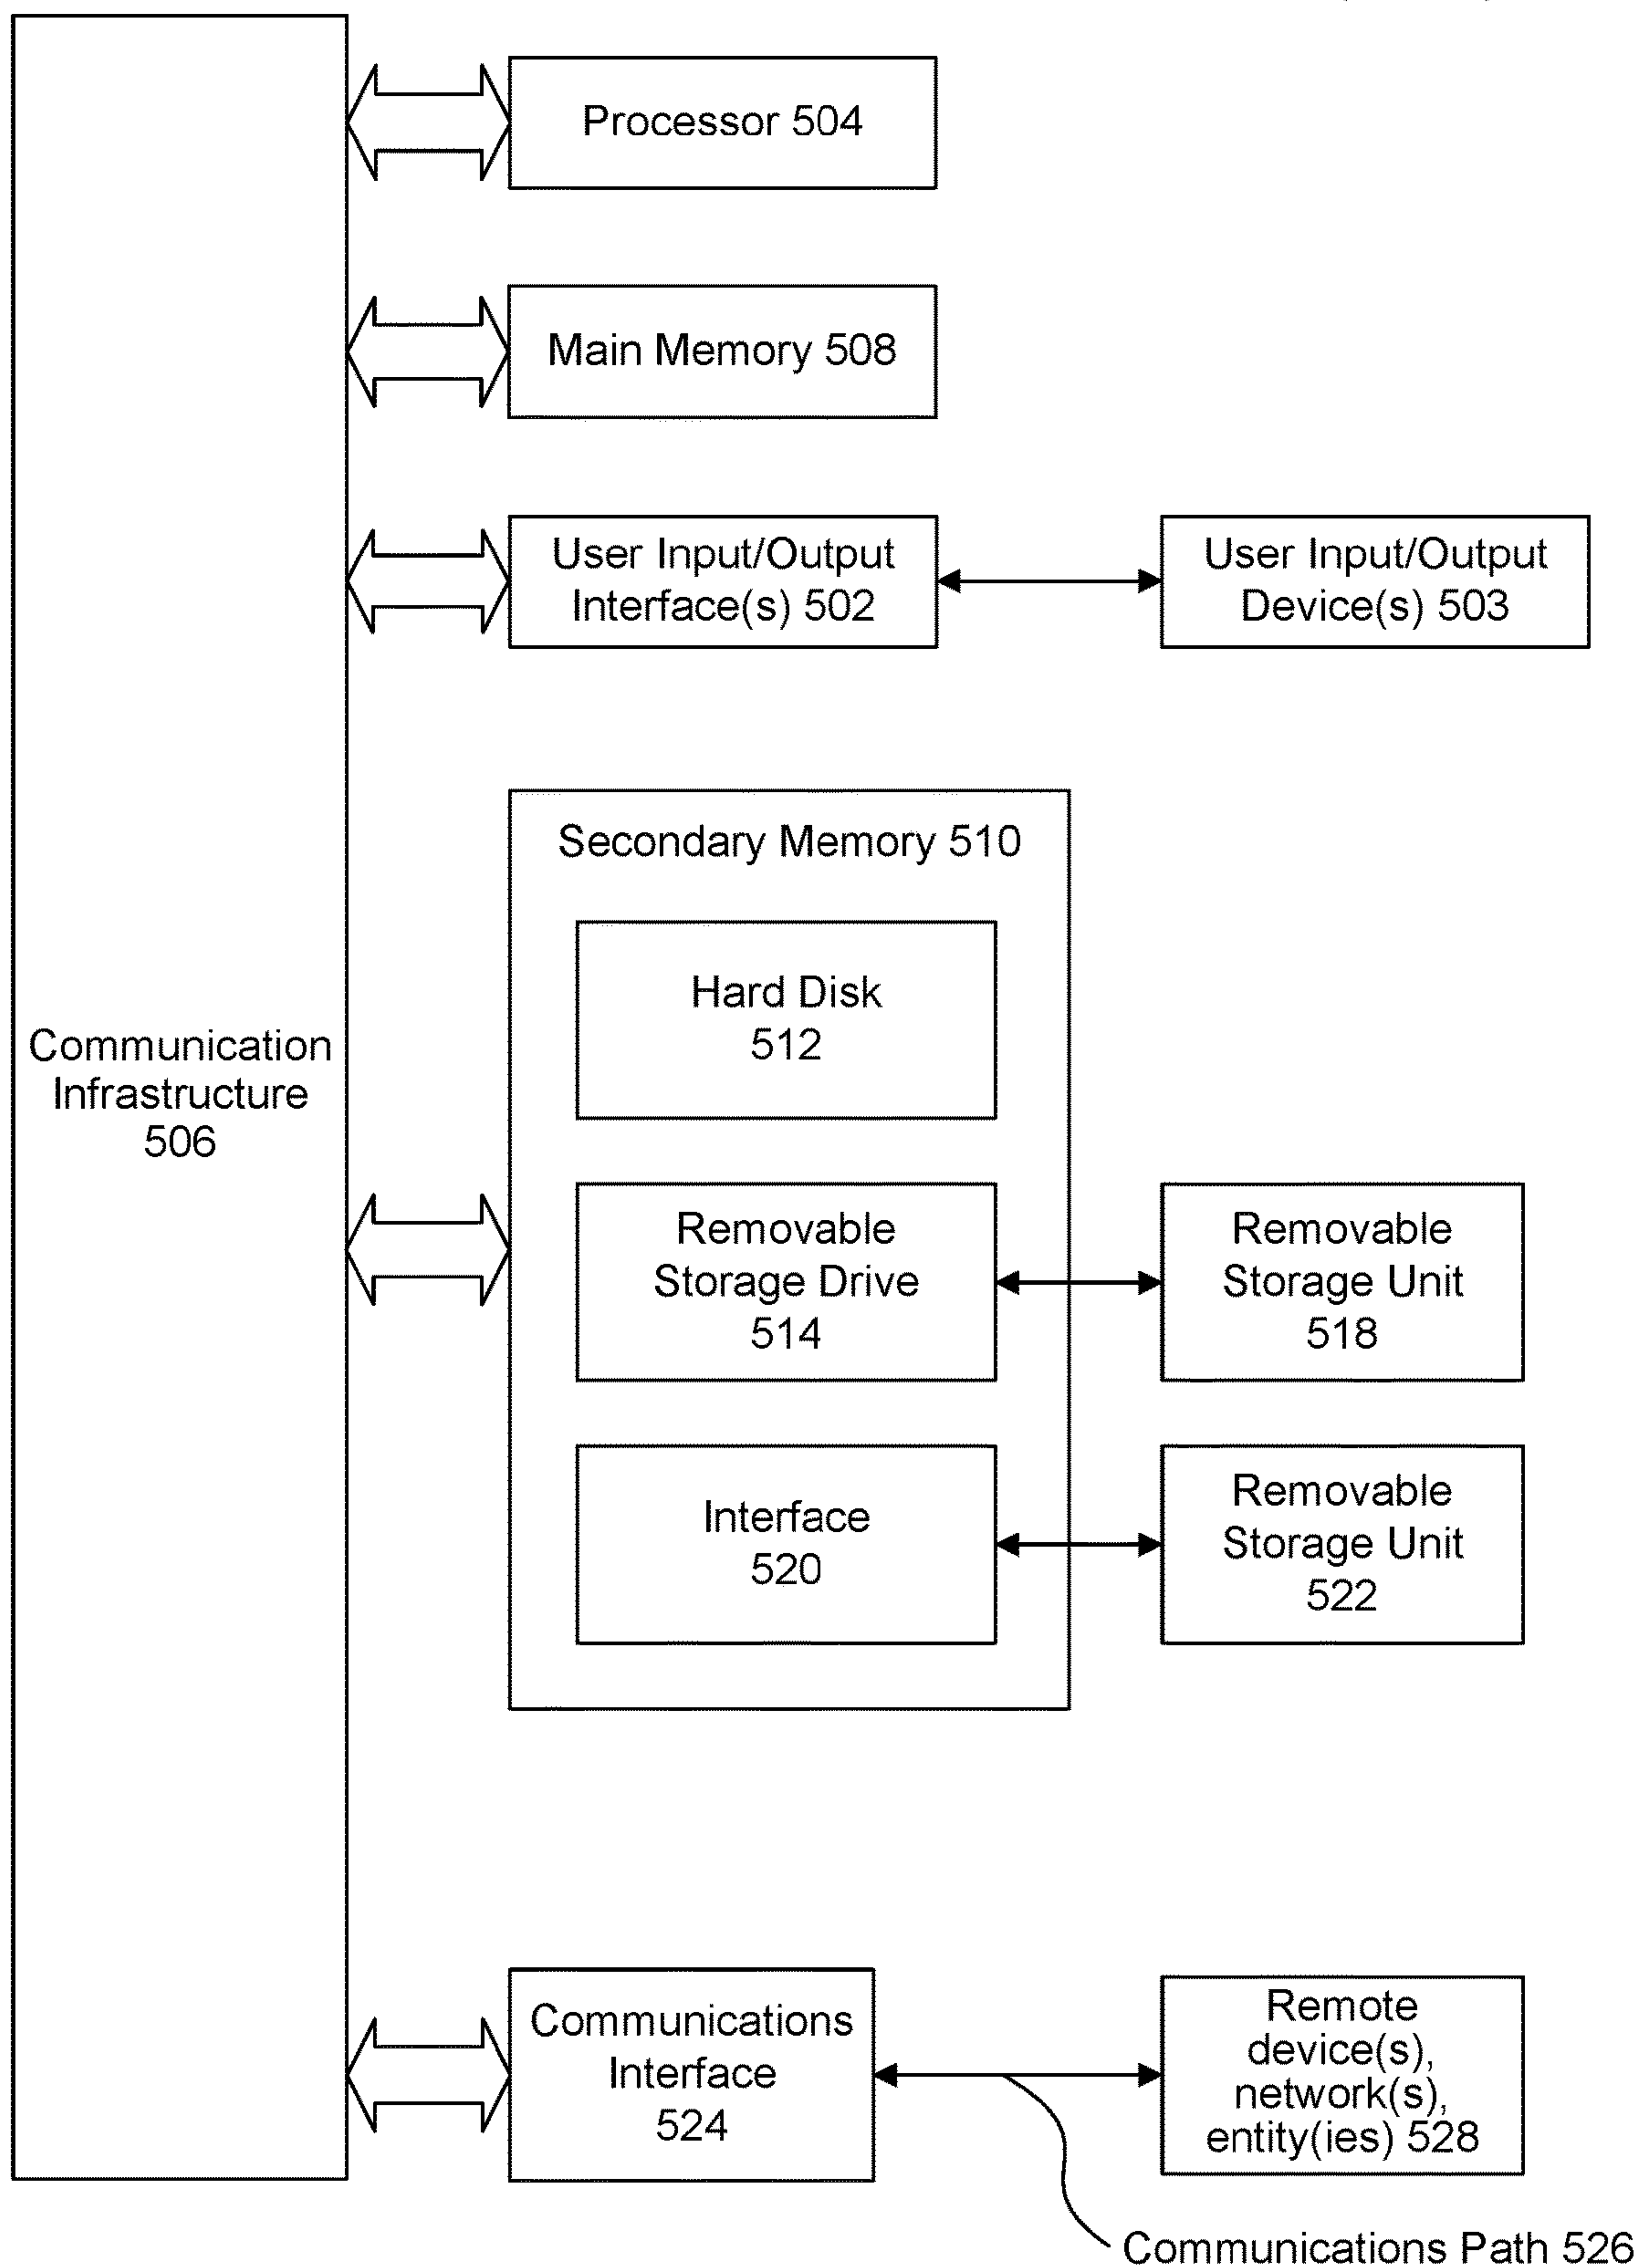 Processor 504
Main Memory 508
User Input/Output
Interface(s) 502
User Input/Output
Device(s) 503
Secondary Memory 510
Hard Disk
512
Communication
Infrastructure
506
Removable
Storage Drive
514
Removable
Storage Unit
518
Interface
520
Removable
Storage Unit
522
Communications
Interface
524
Remote
device(s),
network(s),
entity(ies) 528
Communications Path 526